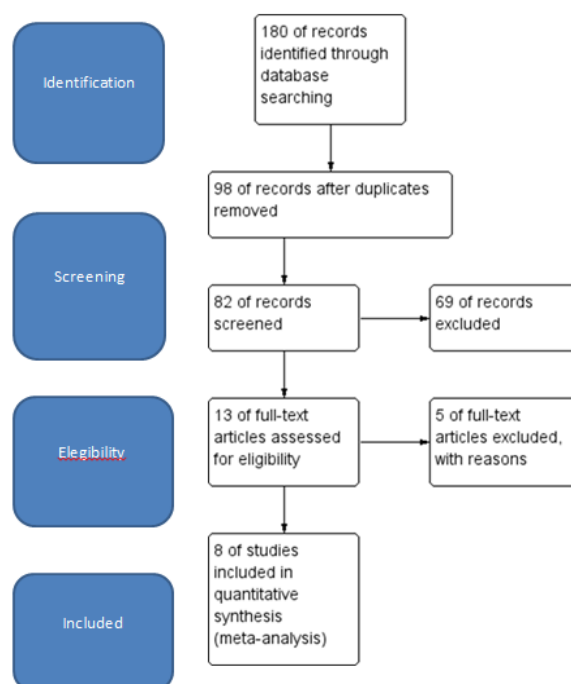 Identification
180 of records
identified through
database
searching
98 of records after duplicates
removed
Screening
82 of records
screened
69 of records
excluded
Elegibility
13 of full-text
articles assessed
for eligibility
5 of full-text
articles excluded,
with reasons
8 of studies
included in
quantitative
synthesis
(meta-analysis)
Included